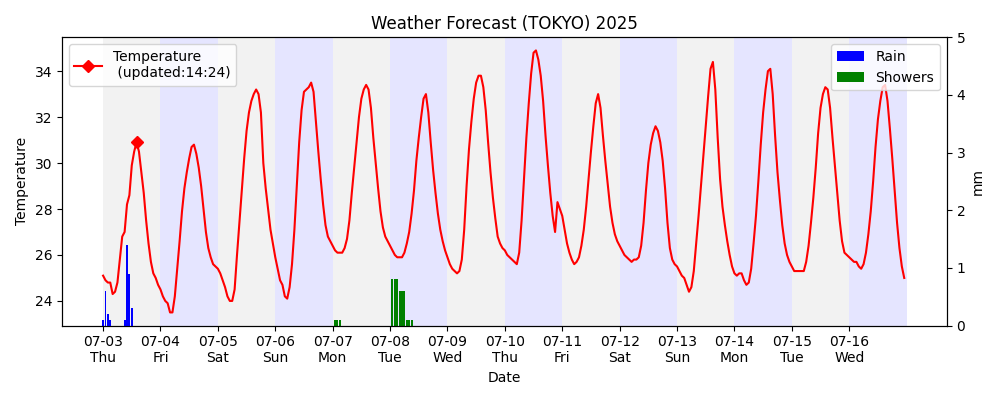 Weather Forecast (TOKYO) 2025
Temperature
(updated:14:24)
Rain
Showers
Temperature
34
32
30
28
26
24
5
4
3
2
1
0
mm
07-03 07-04 07-05 07-06 07-07 07-08 07-09 07-10 07-11 07-12 07-13 07-14 07-15 07-16
Thu Fri Sat Sun Mon Tue Wed Thu Fri Sat Sun Mon Tue Wed
Date